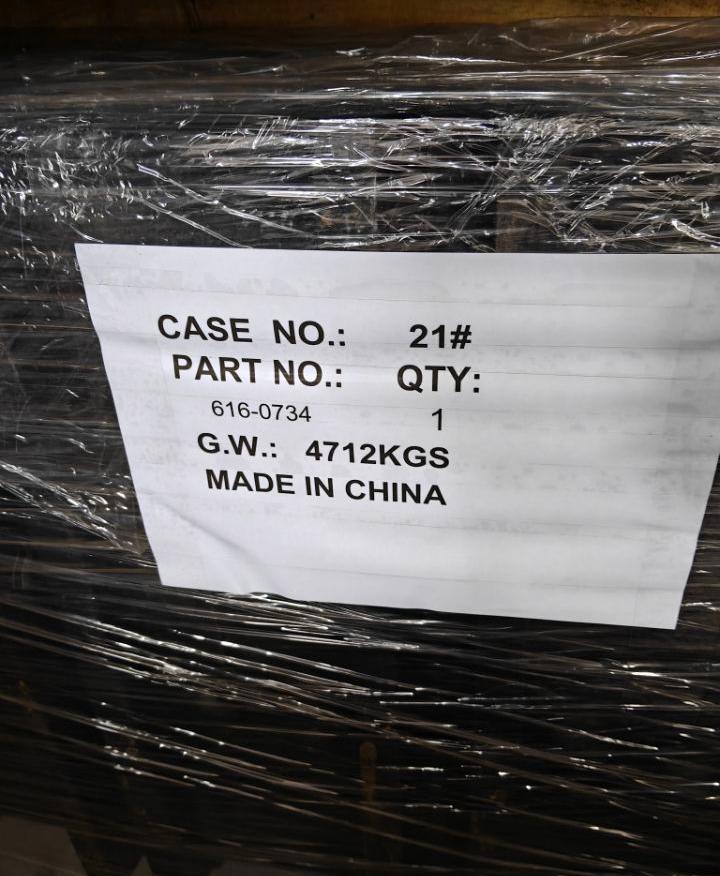 CASE NO.: 21#
PART NO.: QTY:
616-0734 1
G.W.: 4712KGS
MADE IN CHINA